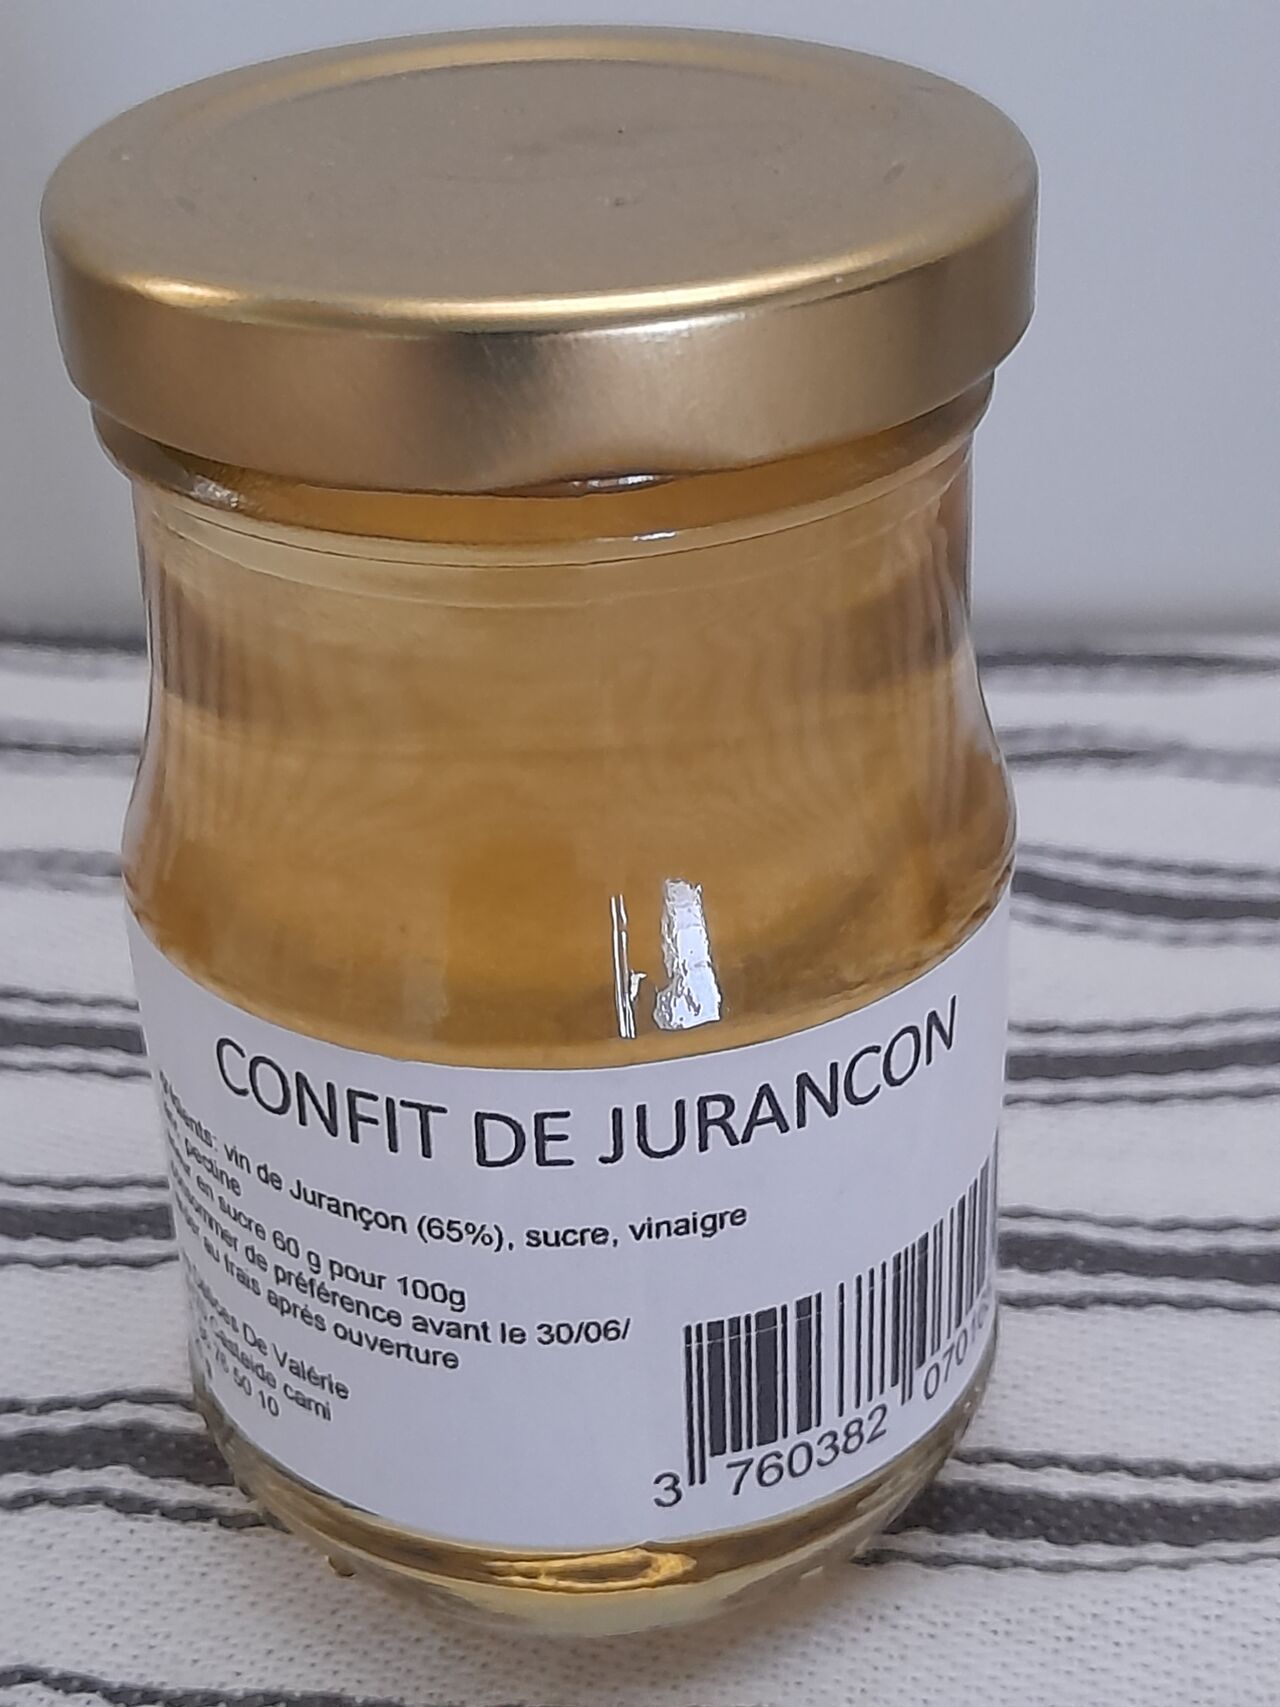 CONFIT DE JURANCON
vin de Jurançon (65%), sucre, vinaigre
pectine
en sucre 60 g pour 100g
de préférence avant le 30/06/
au frais après ouverture
De Valérie
cami
50 10
3 760382